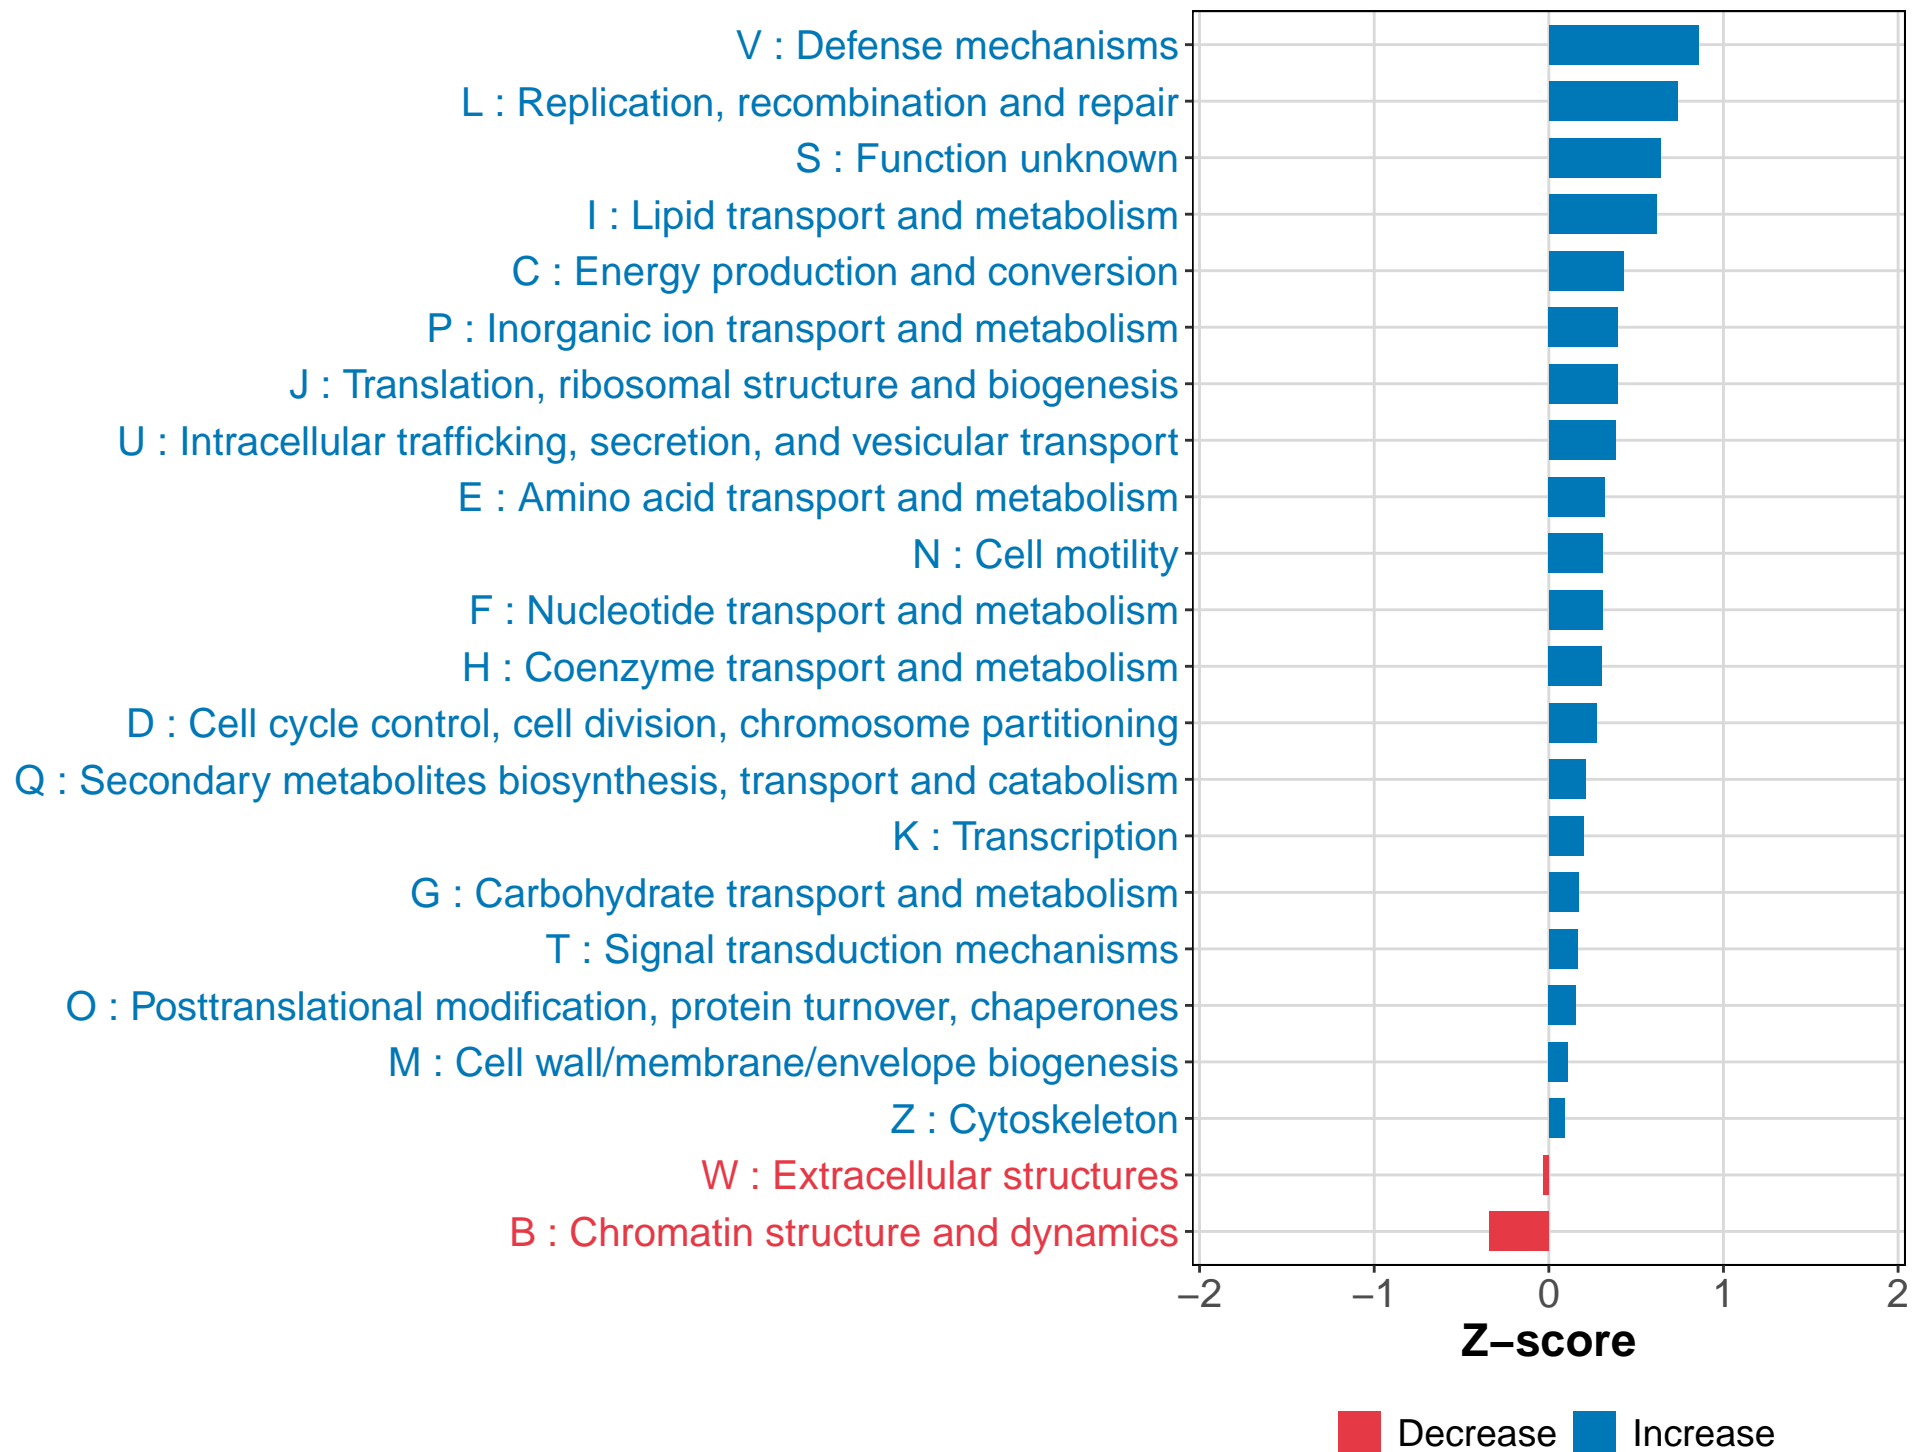 V : Defense mechanisms
L : Replication, recombination and repair
S : Function unknown
I : Lipid transport and metabolism
C : Energy production and conversion
P : Inorganic ion transport and metabolism
J : Translation, ribosomal structure and biogenesis
U : Intracellular trafficking, secretion, and vesicular transport
E : Amino acid transport and metabolism
N : Cell motility
F : Nucleotide transport and metabolism
H : Coenzyme transport and metabolism
D : Cell cycle control, cell division, chromosome partitioning
Q : Secondary metabolites biosynthesis, transport and catabolism
K : Transcription
G : Carbohydrate transport and metabolism
T : Signal transduction mechanisms
O : Posttranslational modification, protein turnover, chaperones
M : Cell wall/membrane/envelope biogenesis
Z : Cytoskeleton
W : Extracellular structures
B : Chromatin structure and dynamics
−2 −1 0 1 2
Z−score
Decrease Increase